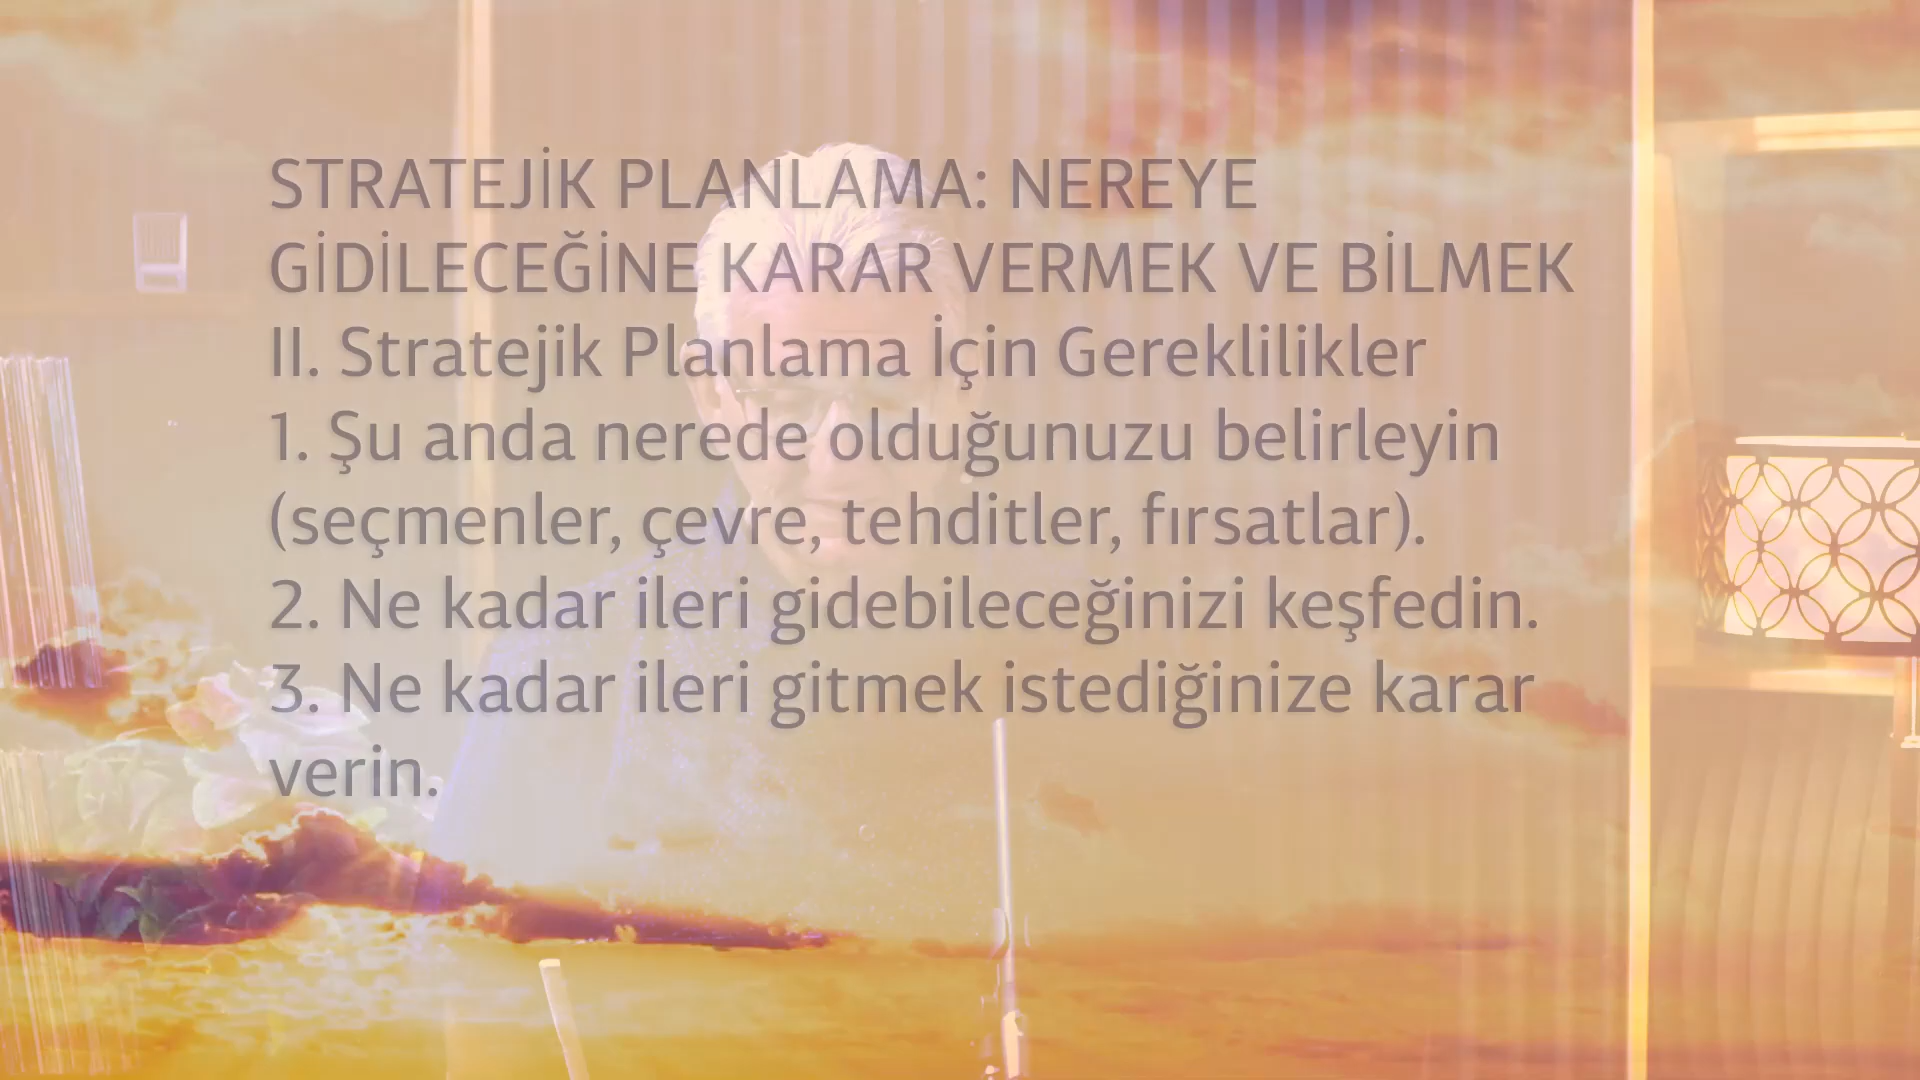 STRATEJİK PLANLAMA: NEREYE
GİDİLECEĞİNE KARAR VERMEK VE BİLMEK
II. Stratejik Planlama İçin Gereklilikler
1. Şu anda nerede olduğunuzu belirleyin
(seçmenler, çevre, tehditler, fırsatlar).
2. Ne kadar ileri gidebileceğinizi keşfedin.
3. Ne kadar ileri gitmek istediğinize karar
verin.